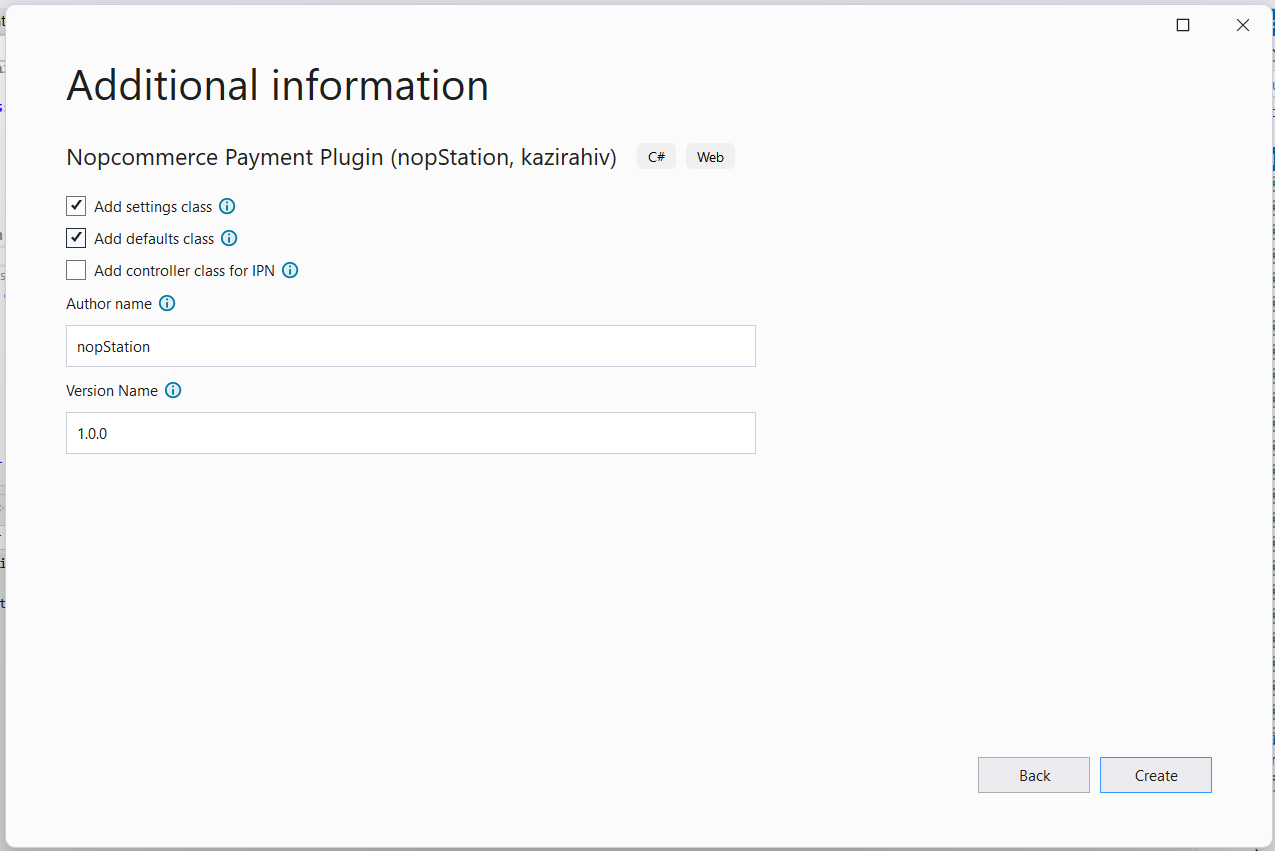 Additional information
Nopcommerce Payment Plugin (nopStation, kazirahiv) C# Web
Add settings class
Add defaults class
Add controller class for IPN
Author name
nopStation
Version Name
1.0.0
Back Create